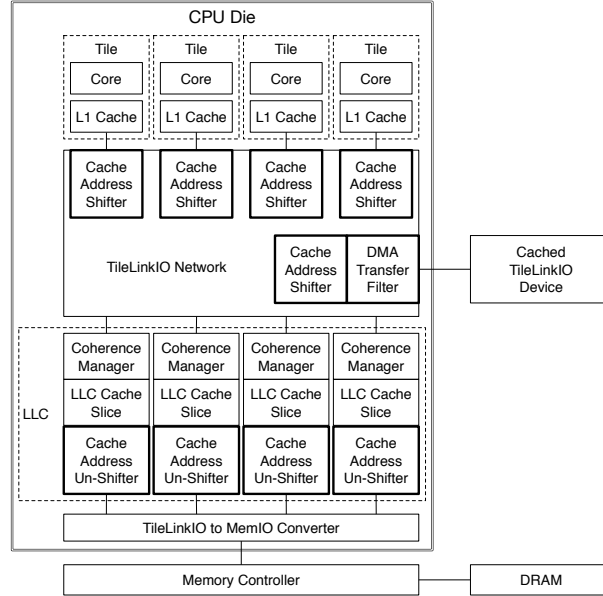 CPU Die
Tile Tile Tile Tile
Core Core Core Core
L1 Cache L1 Cache L1 Cache L1 Cache
Cache Address Shifter
Cache Address Shifter
Cache Address Shifter
Cache Address Shifter
TileLinkIO Network
Cache
Address
Shifter
DMA
Transfer
Filter
Cached
TileLinkIO
Device
LLC
Coherence
Manager
Coherence
Manager
Coherence
Manager
Coherence
Manager
LLC Cache
Slice
LLC Cache
Slice
LLC Cache
Slice
LLC Cache
Slice
Cache
Address
Un-Shifter
Cache
Address
Un-Shifter
Cache
Address
Un-Shifter
Cache
Address
Un-Shifter
TileLinkIO to MemIO Converter
Memory Controller
DRAM